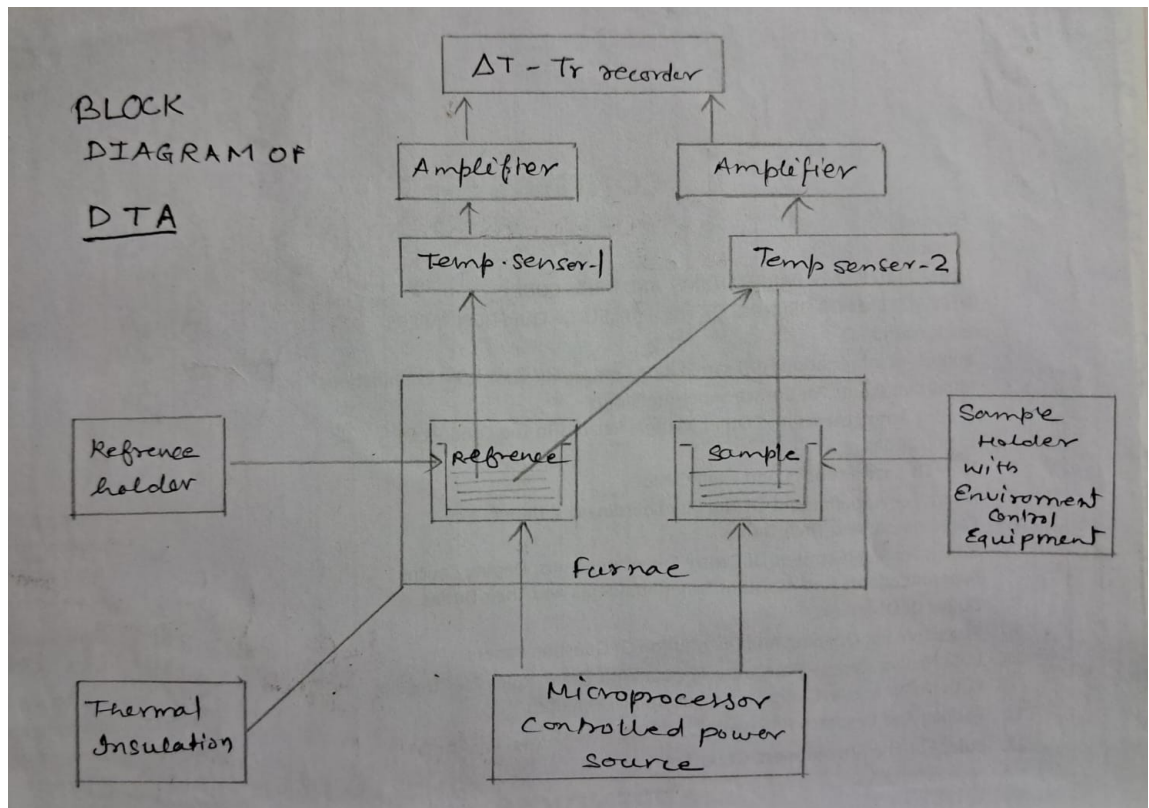 ΔT - Tr recorder
BLOCK
DIAGRAM OF
DTA
Amplifier
Amplifier
Temp. senser-1
Temp senser-2
Refrence
holder
Refrence
Sample
Sample
Holder
with
Enviroment
Control
Equipment
Furnae
Thermal
Insulation
Microprocessor
Controlled power
Source